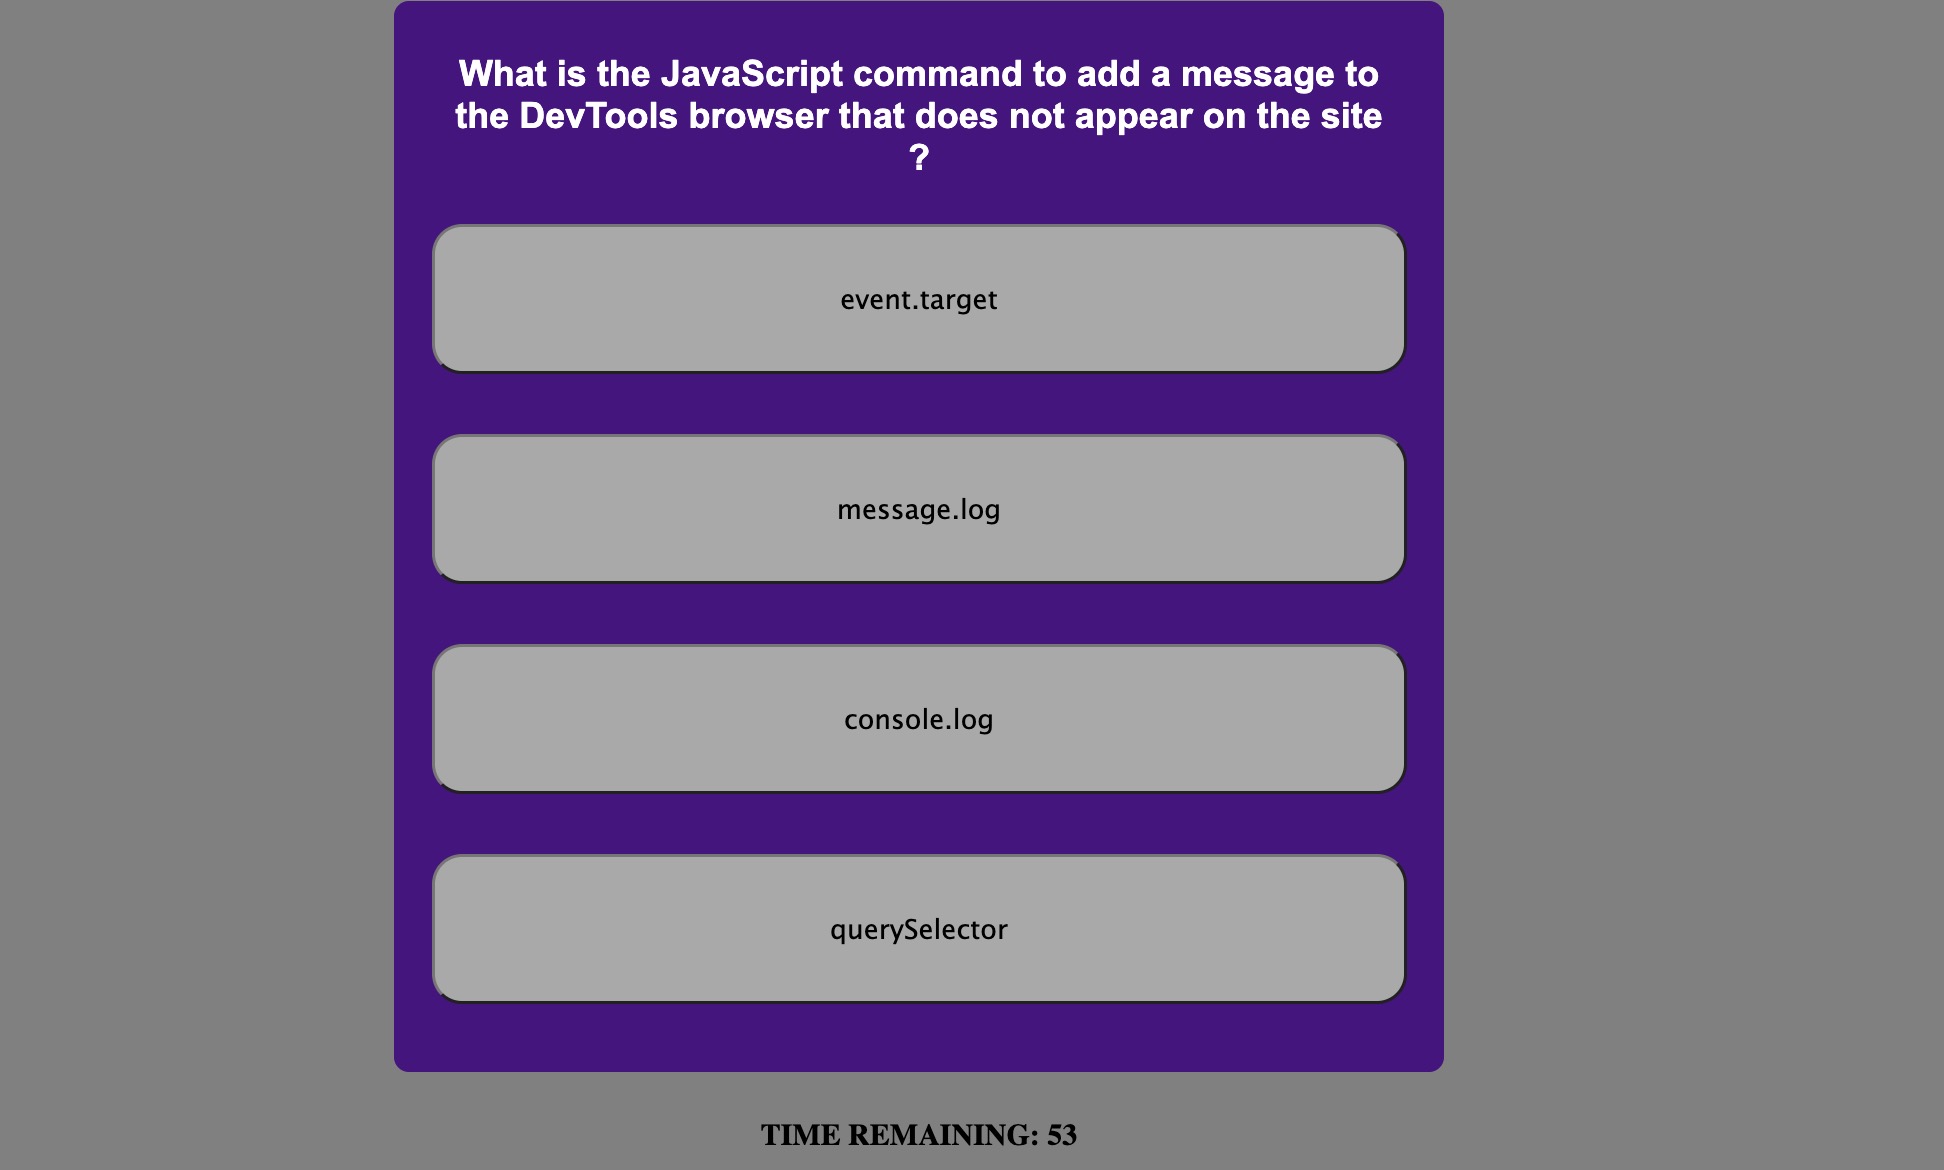 What is the JavaScript command to add a message to
the DevTools browser that does not appear on the site
?
event.target
message.log
console.log
querySelector
TIME REMAINING: 53